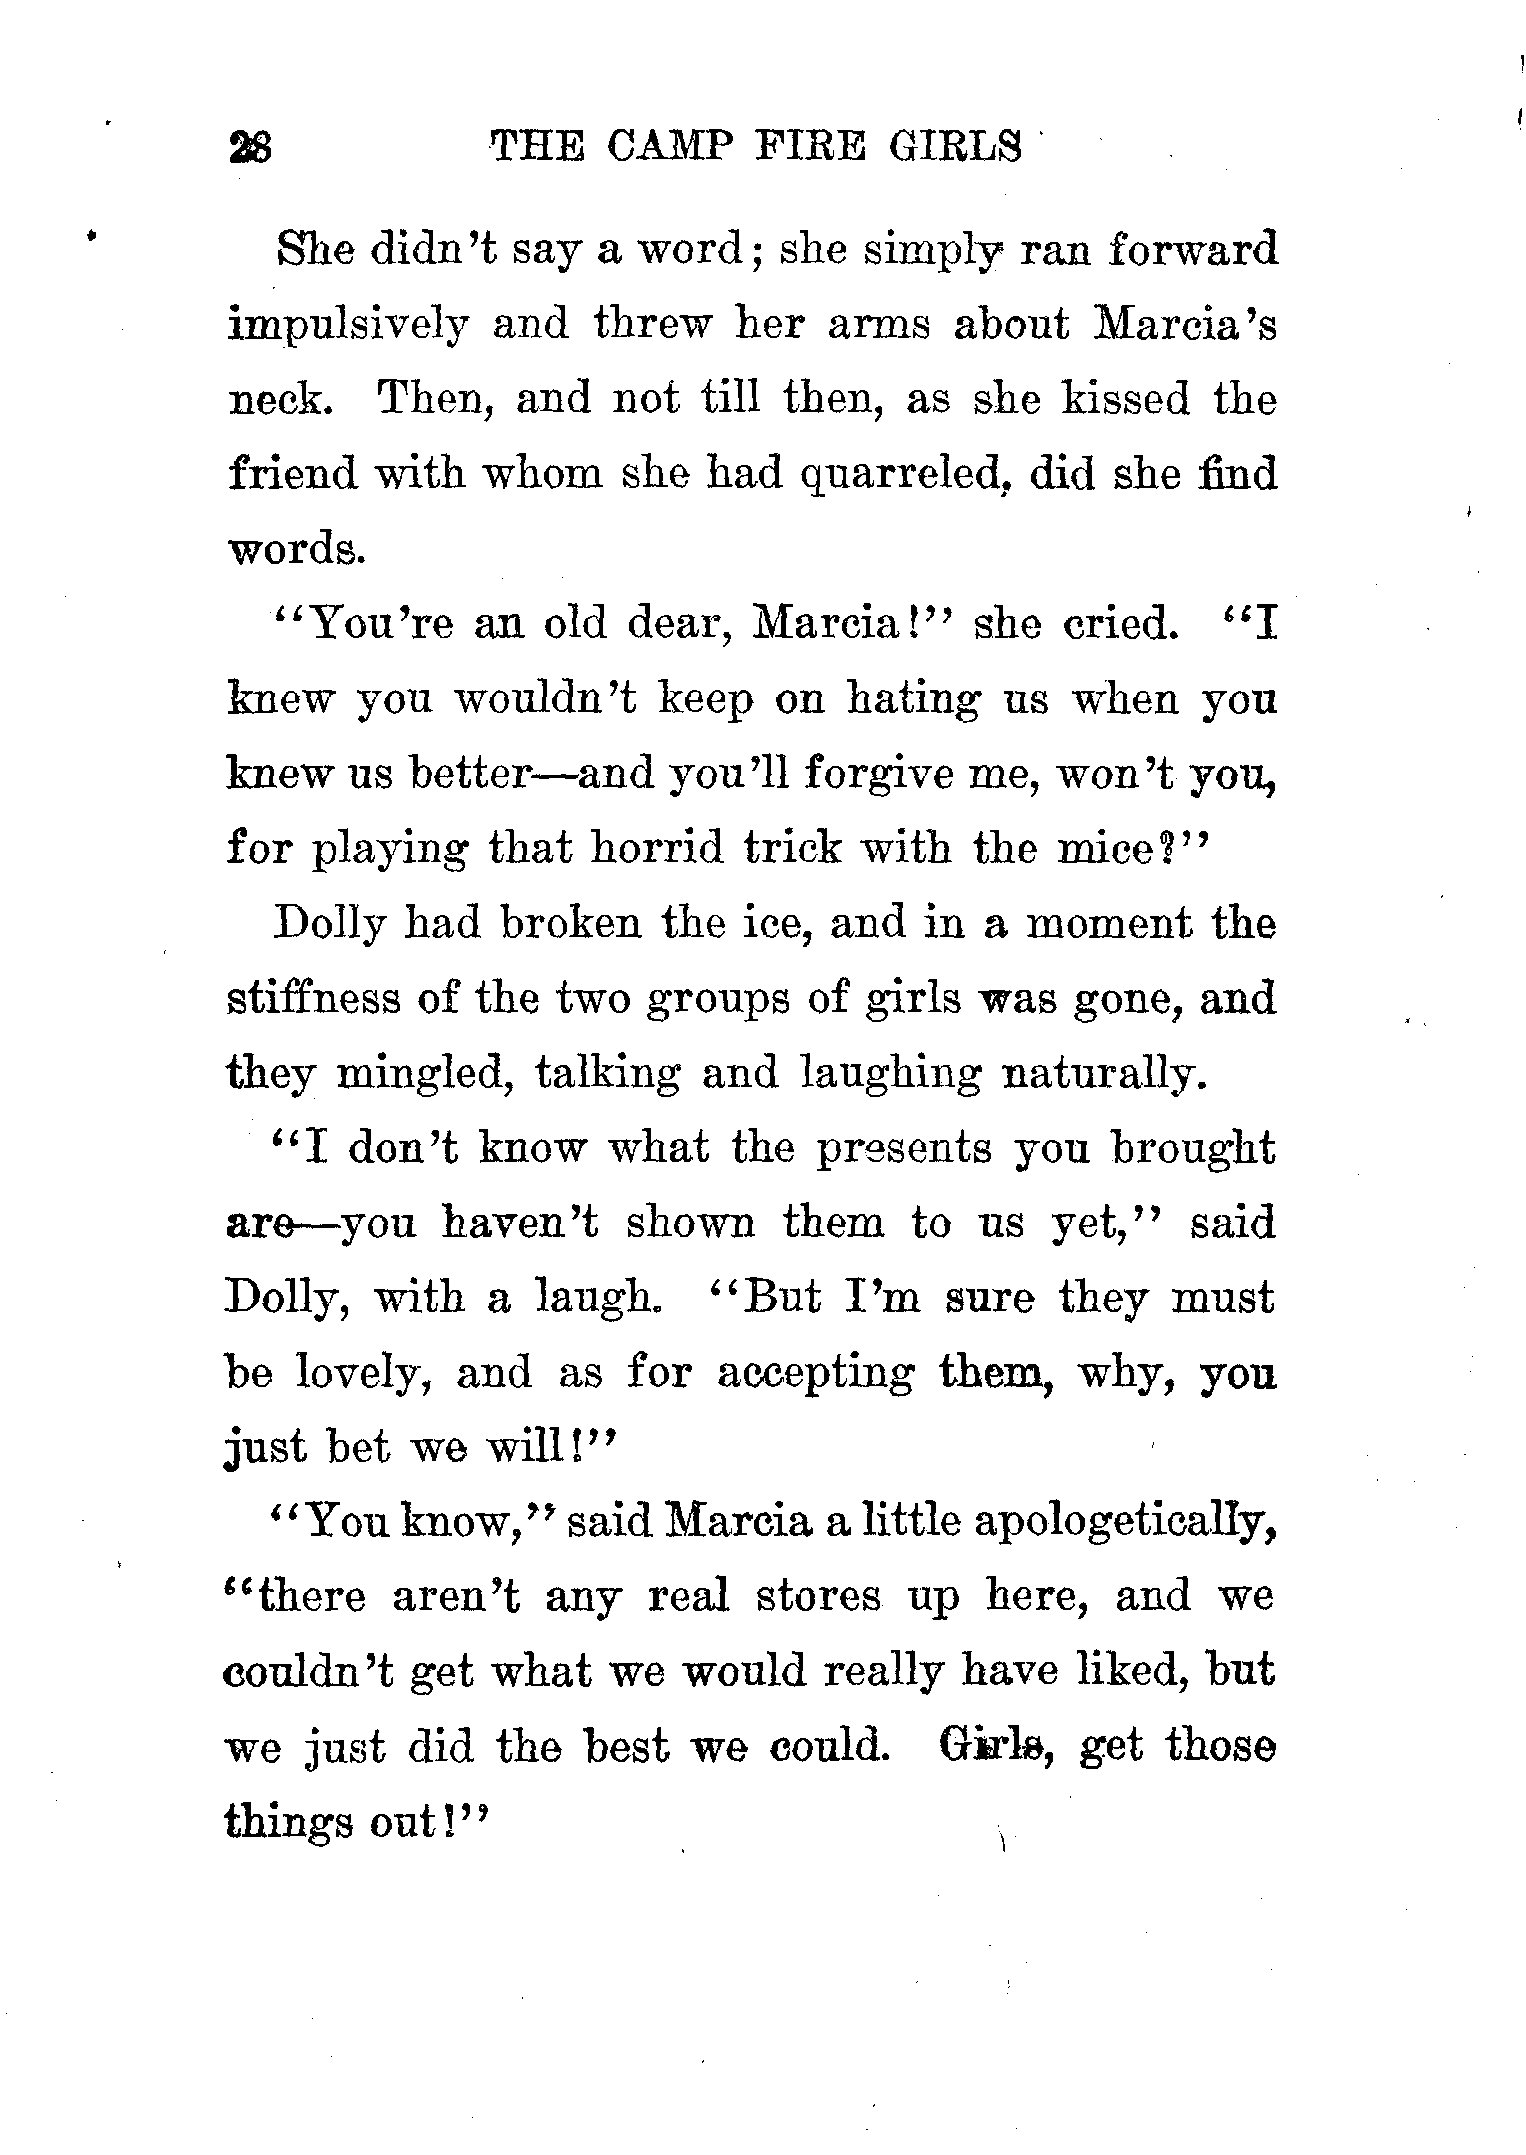 28 THE CAMP FIRE GIRLS
She didn't say a word; she simply ran forward
impulsively and threw her arms about Marcia's
neck. Then, and not till then, as she kissed the
friend with whom she had quarreled, did she find
words.
"You're an old dear, Marcia!" she cried. "I
knew you wouldn't keep on hating us when you
knew us better—and you'll forgive me, won't you,
for playing that horrid trick with the mice?"
Dolly had broken the ice, and in a moment the
stiffness of the two groups of girls was gone, and
they mingled, talking and laughing naturally.
"I don't know what the presents you brought
are—you haven't shown them to us yet," said
Dolly, with a laugh. "But I'm sure they must
be lovely, and as for accepting them, why, you
just bet we will!"
"You know," said Marcia a little apologetically,
"there aren't any real stores up here, and we
couldn't get what we would really have liked, but
we just did the best we could. Girls, get those
things out!"